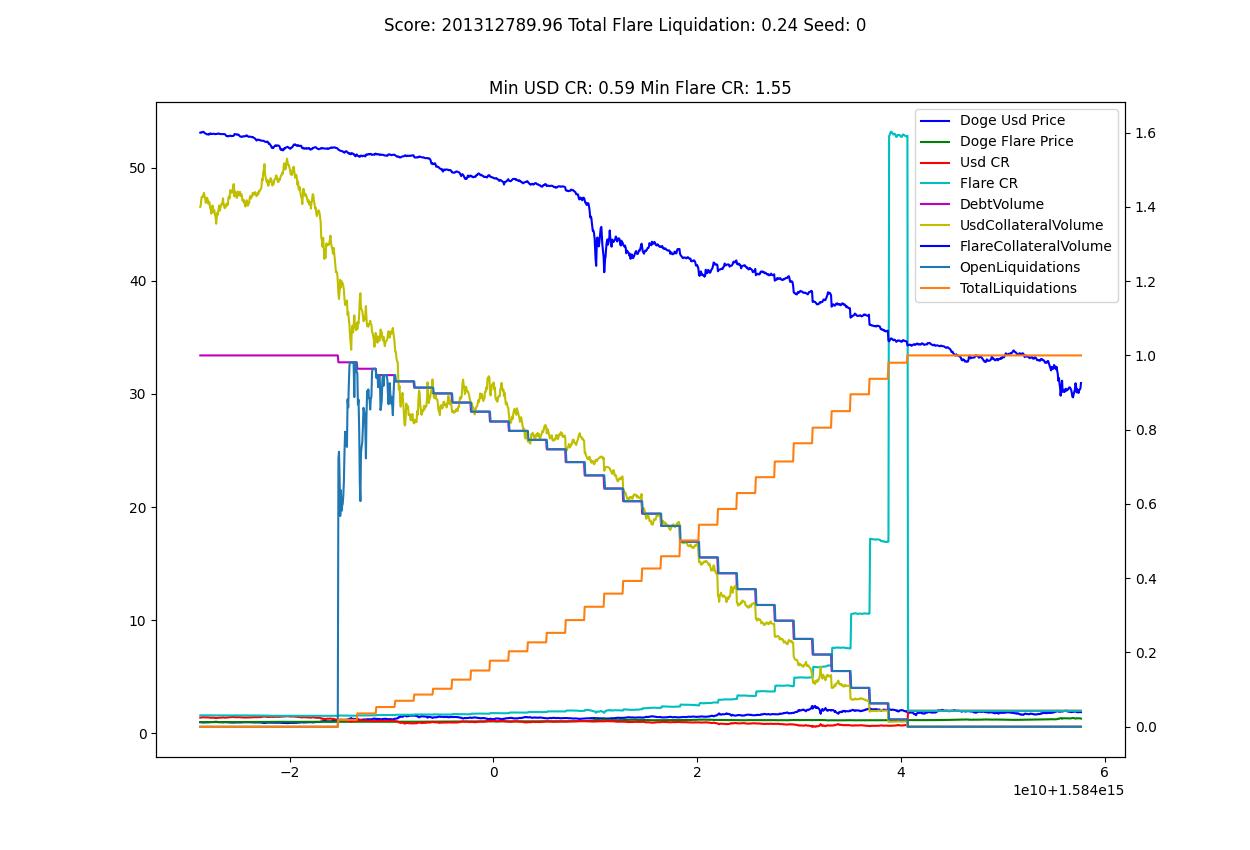 Score: 201312789.96 Total Flare Liquidation: 0.24 Seed: 0
Min USD CR: 0.59 Min Flare CR: 1.55
Doge Usd Price
Doge Flare Price
Usd CR
Flare CR
DebtVolume
UsdCollateralVolume
FlareCollateralVolume
OpenLiquidations
TotalLiquidations
50
40
30
20
10
0
1.6
1.4
1.2
1.0
0.8
0.6
0.4
0.2
0.0
−2
0
2
4
6
1e10+1.584e15